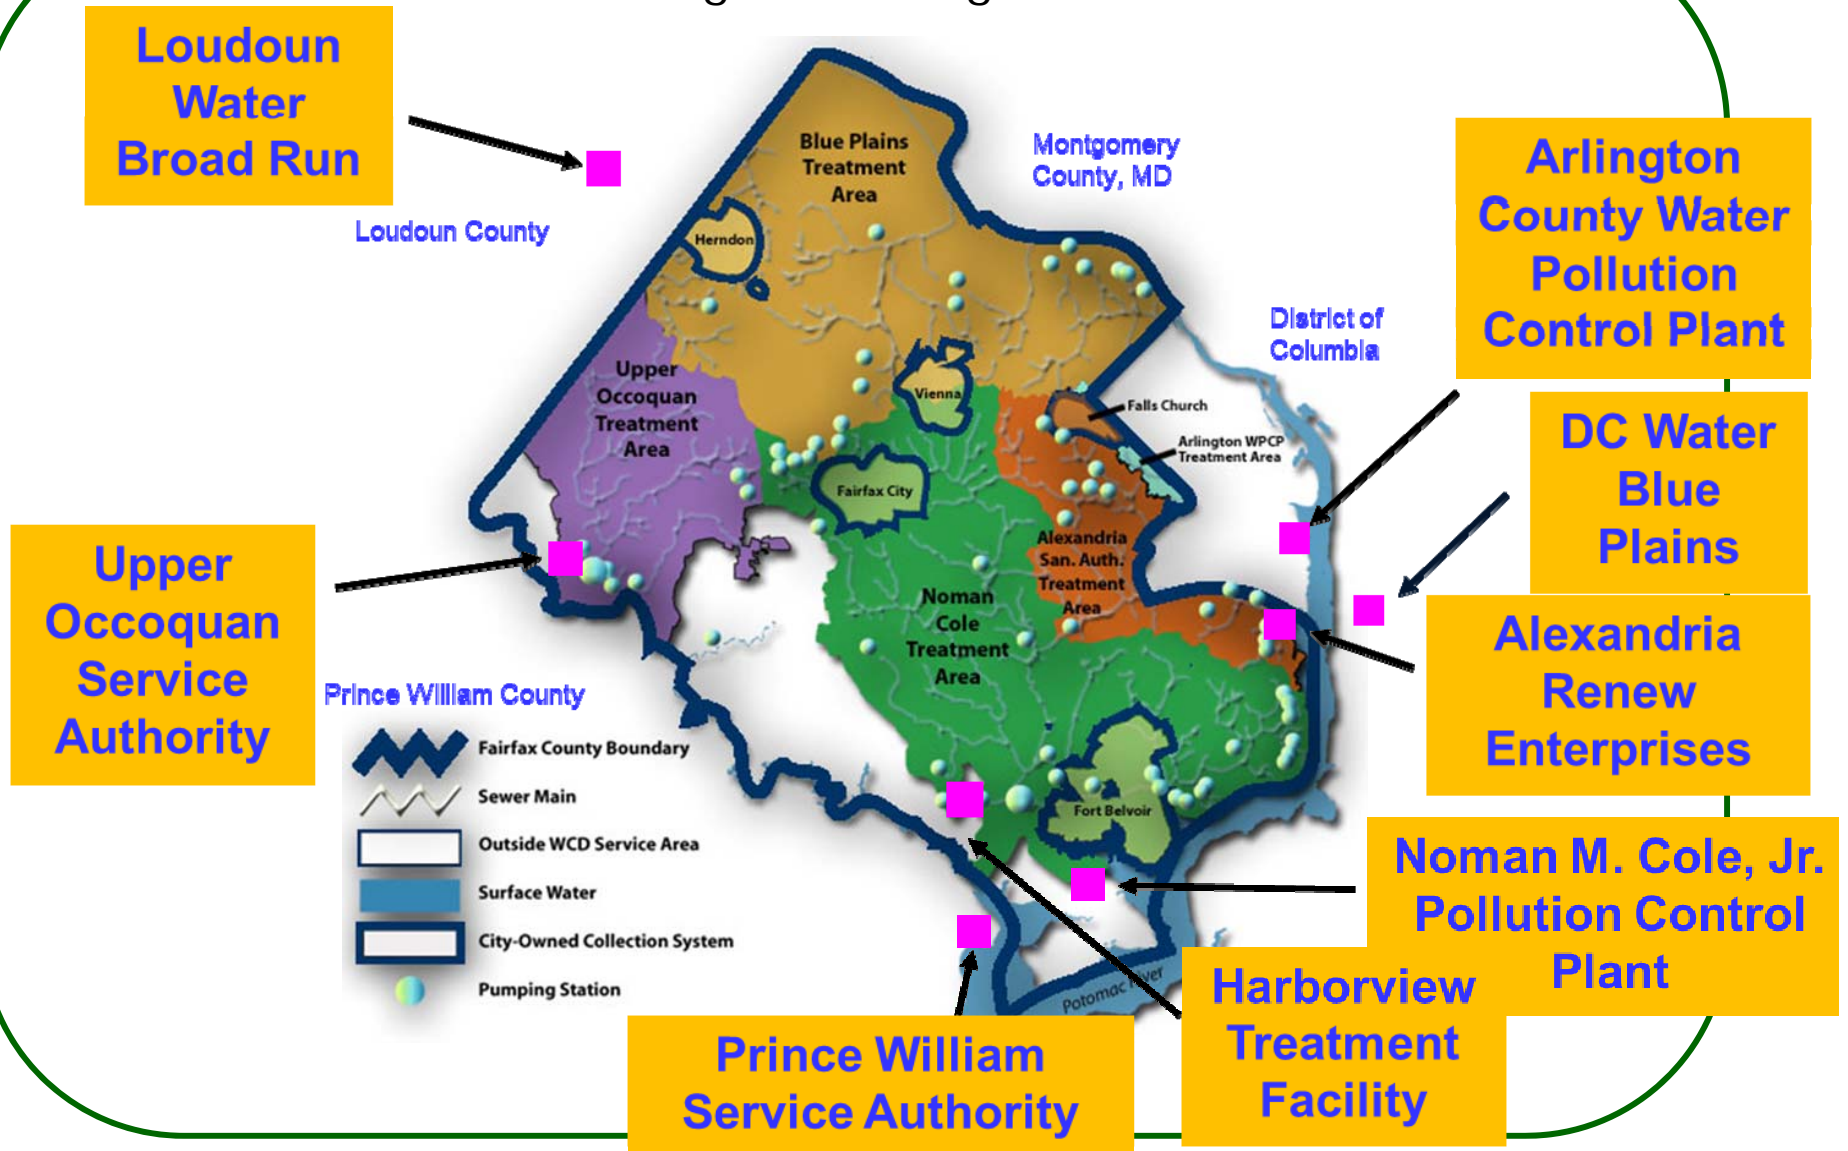 Loudoun
Water
Broad Run
Loudoun County
Blue Plains
Treatment
Area
Montgomery
County, MD
Herndon
Arlington
County Water
Pollution
Control Plant
District of
Columbia
Upper
Occoquan
Treatment
Area
Vienna
Falls Church
Arlington WPCP
Treatment Area
DC Water
Blue
Plains
Fairfax City
Alexandria
San. Auth.
Treatment
Area
Upper
Occoquan
Service
Authority
Noman
Cole
Treatment
Area
Alexandria
Renew
Enterprises
Prince William County
Fairfax County Boundary
Sewer Main
Outside WCD Service Area
Surface Water
City-Owned Collection System
Pumping Station
Fort Belvoir
Noman M. Cole, Jr.
Pollution Control
Plant
Potomac River
Harborview
Treatment
Facility
Prince William
Service Authority